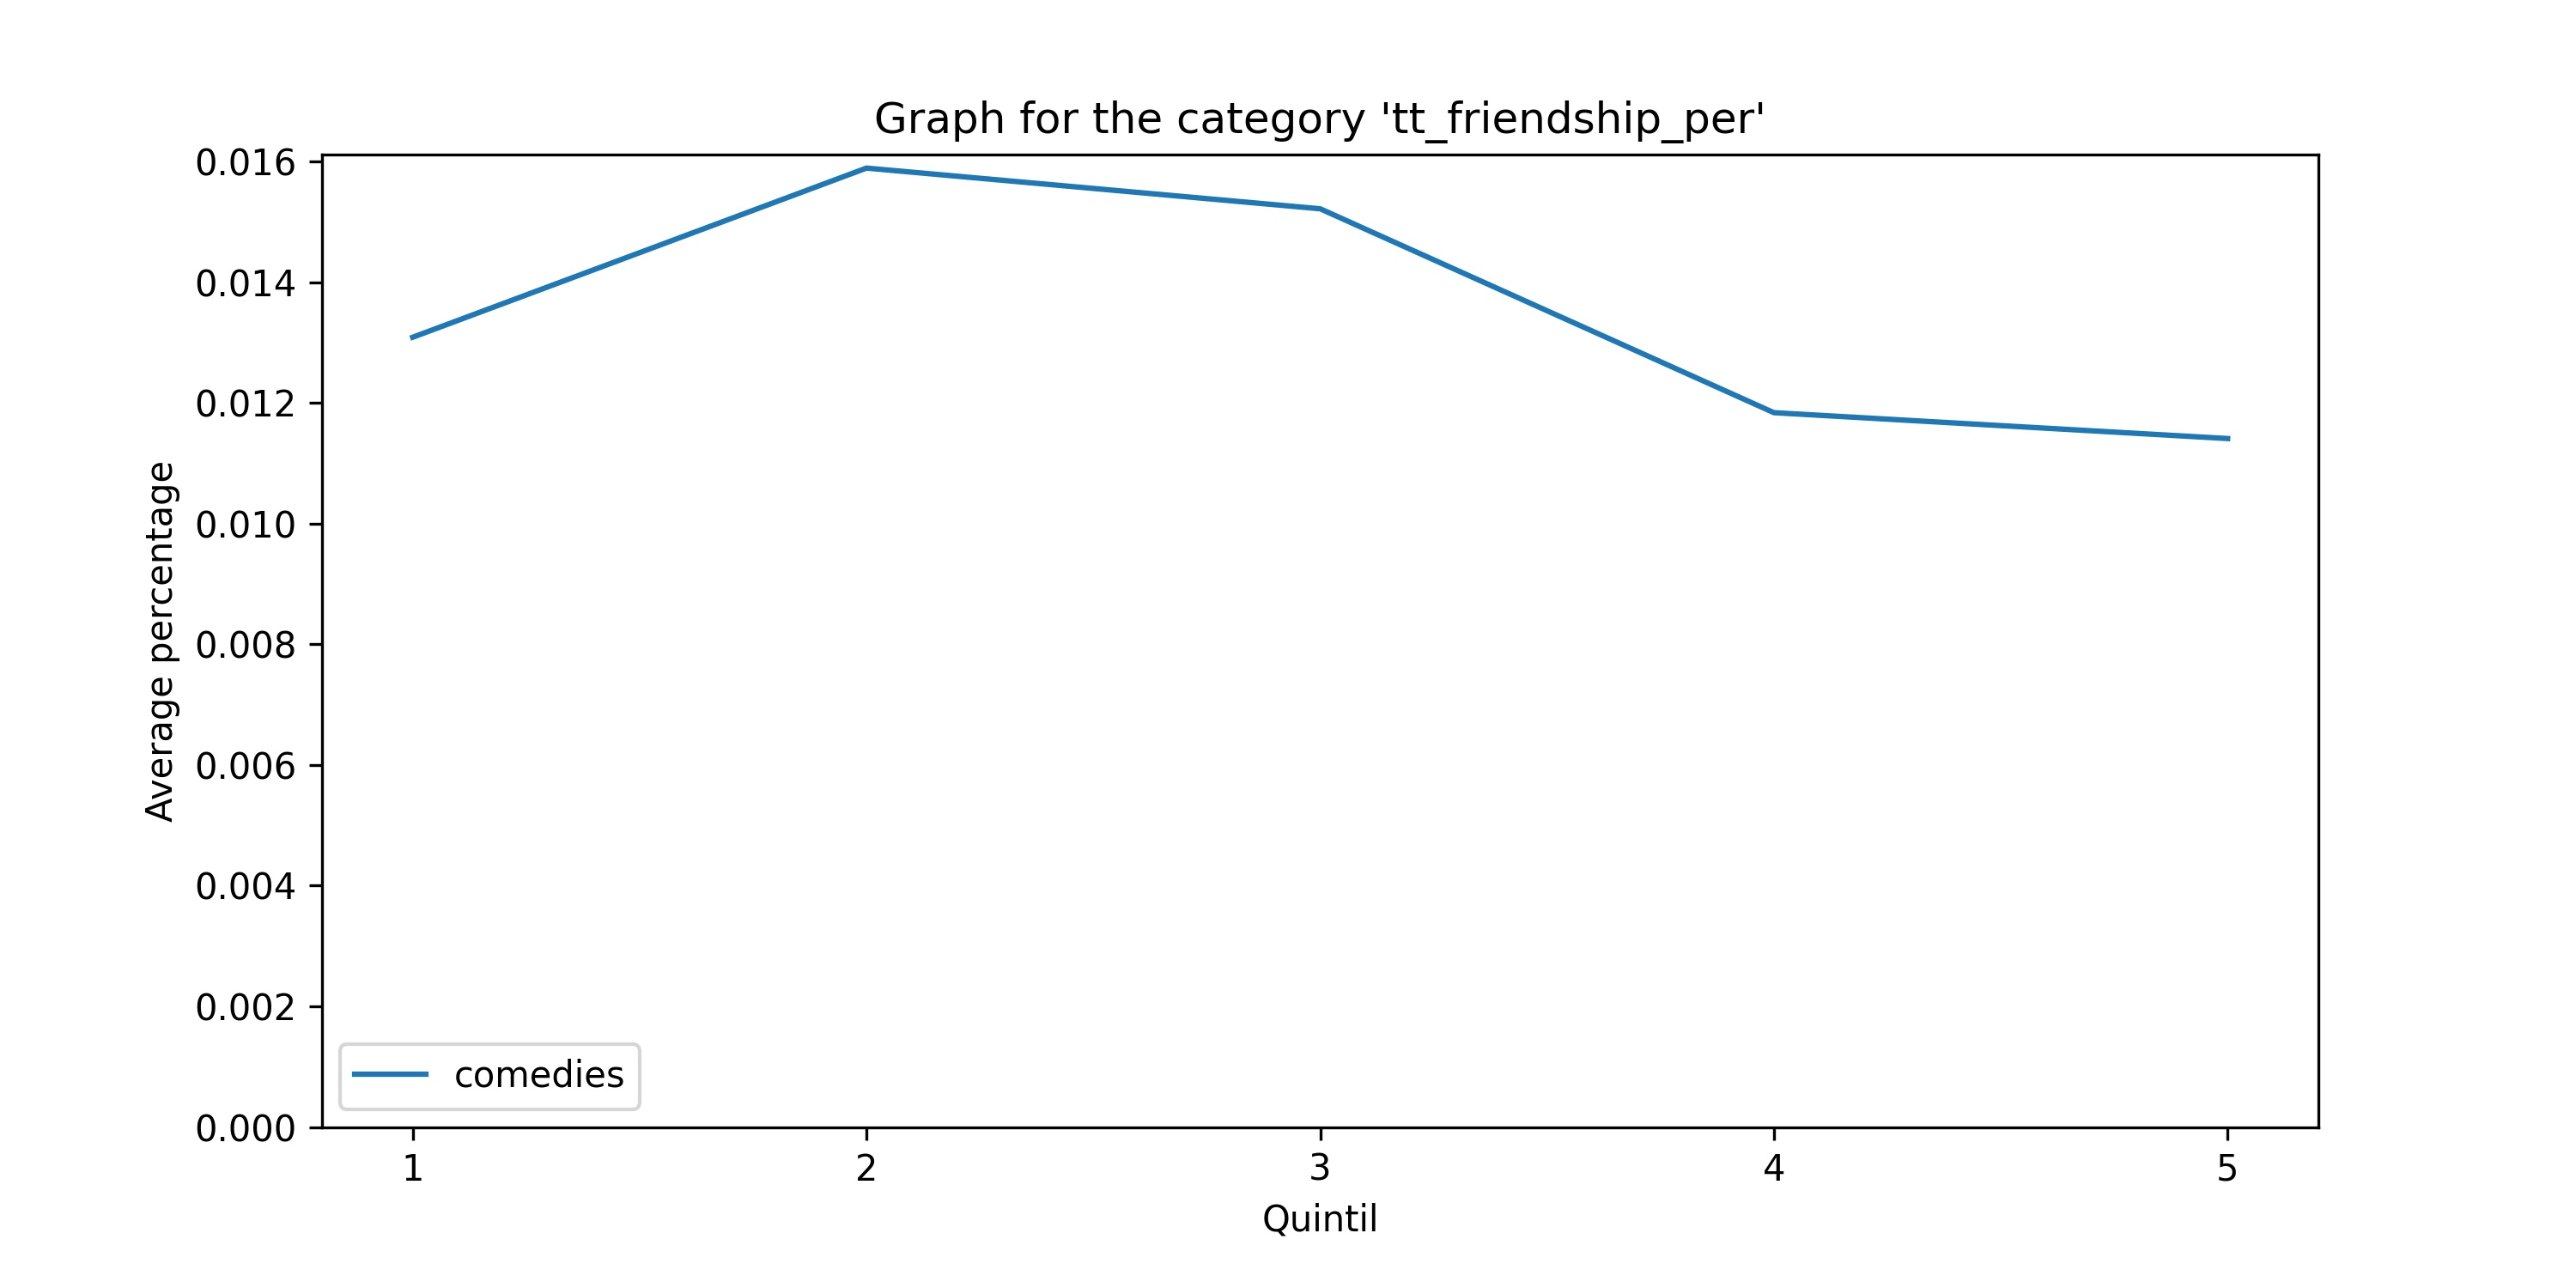 Graph for the category 'tt_friendship_per'
0.016
0.014
0.012
0.010
0.008
0.006
0.004
0.002
0.000
Average percentage
comedies
1 2 3 4 5
Quintil